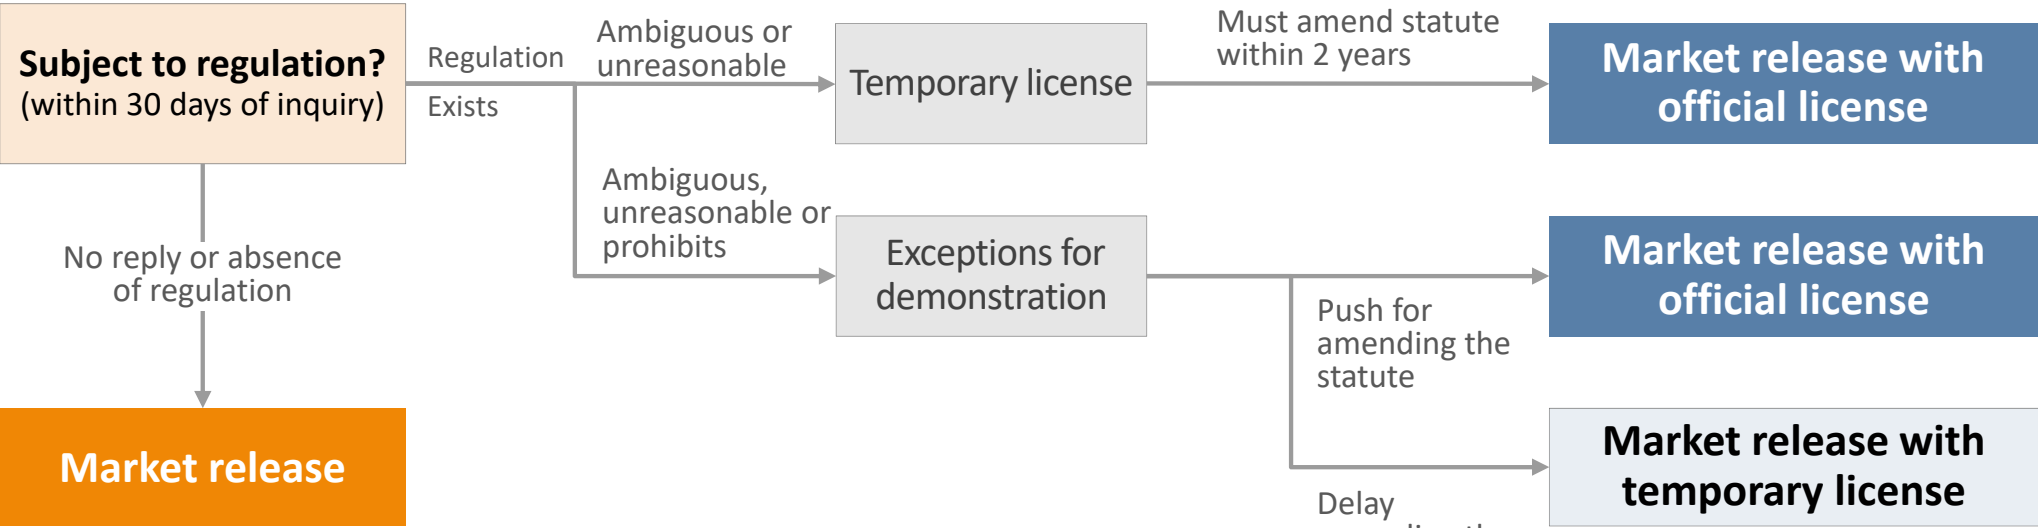 Subject to regulation?
(within 30 days of inquiry)
Regulation
Exists
Ambiguous or
unreasonable
Temporary license
Must amend statute
within 2 years
Market release with
official license
Ambiguous,
unreasonable or
prohibits
Exceptions for
demonstration
Market release with
official license
Push for
amending the
statute
No reply or absence
of regulation
Market release
Market release with
temporary license
Delay